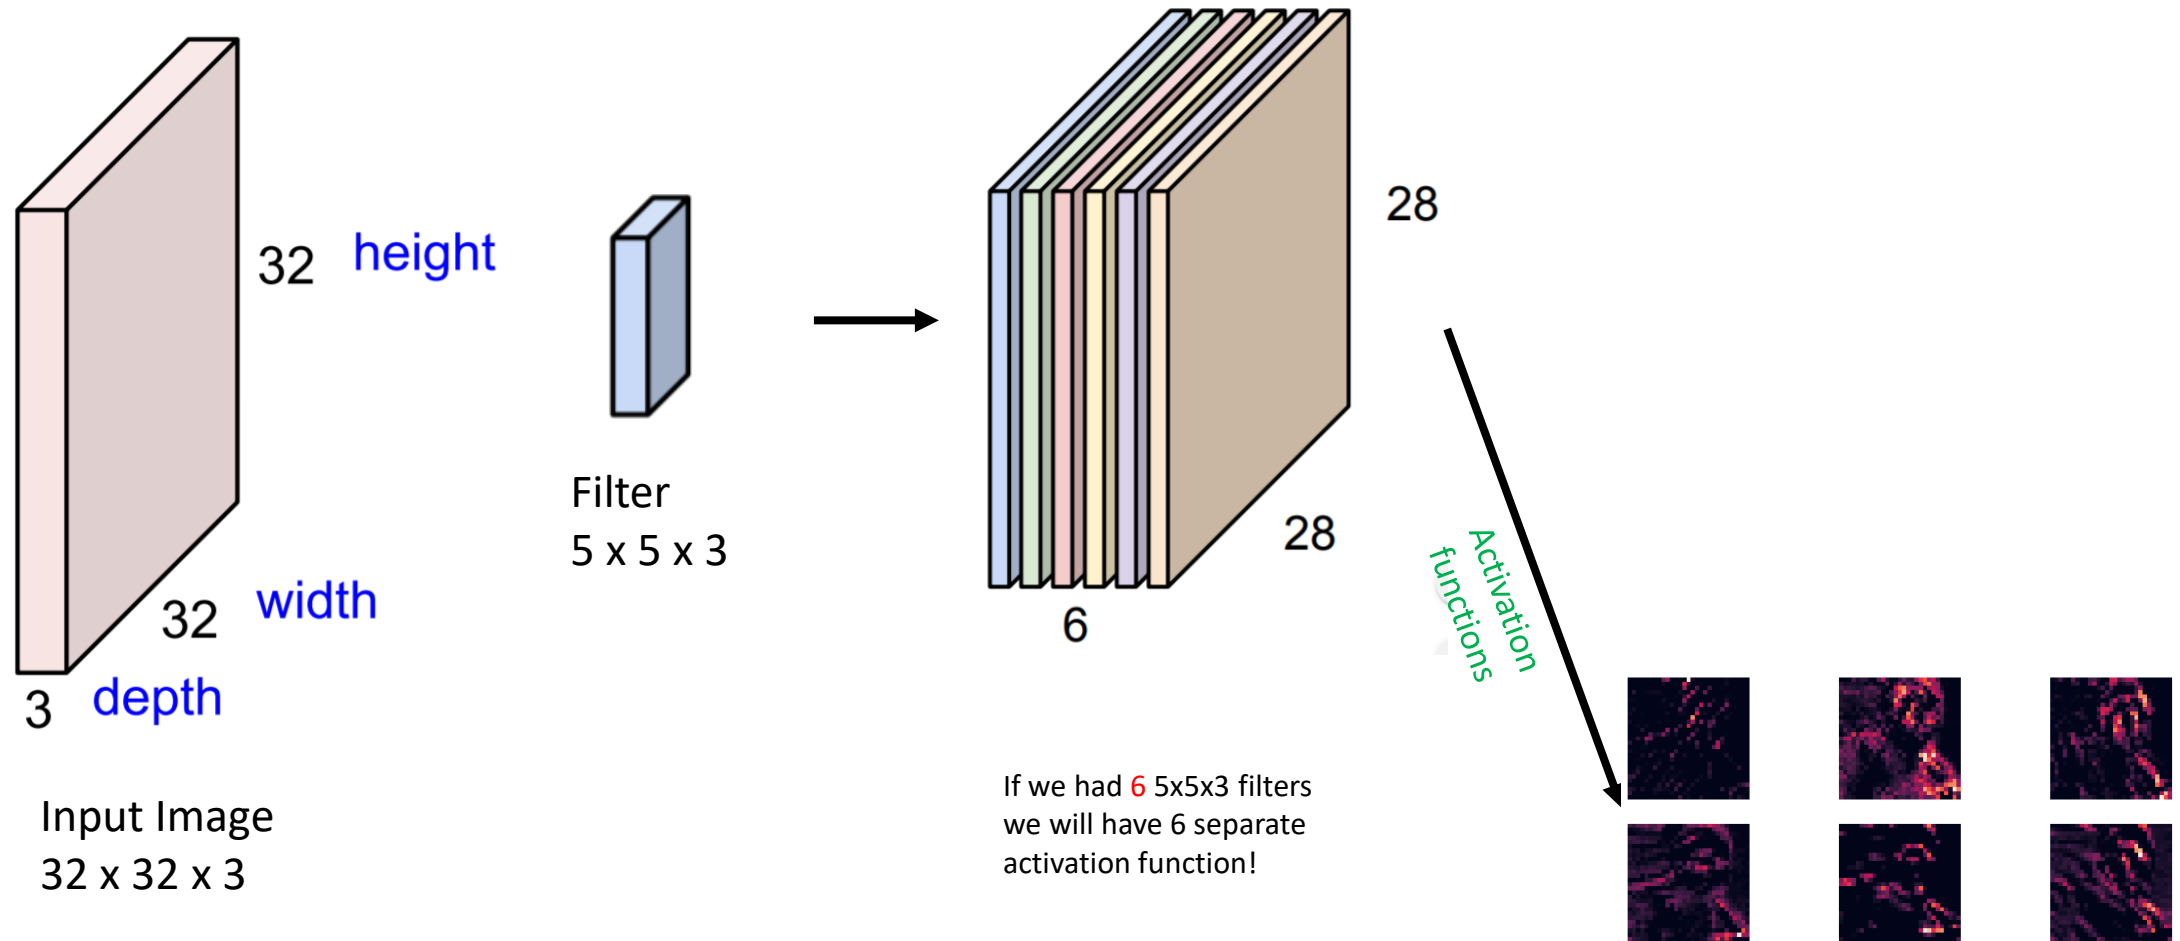 32 height
32 width
3 depth
Input Image
32 x 32 x 3
Filter
5 x 5 x 3
28
28
6
If we had 6 5x5x3 filters
we will have 6 separate
activation function!
Activation
functions